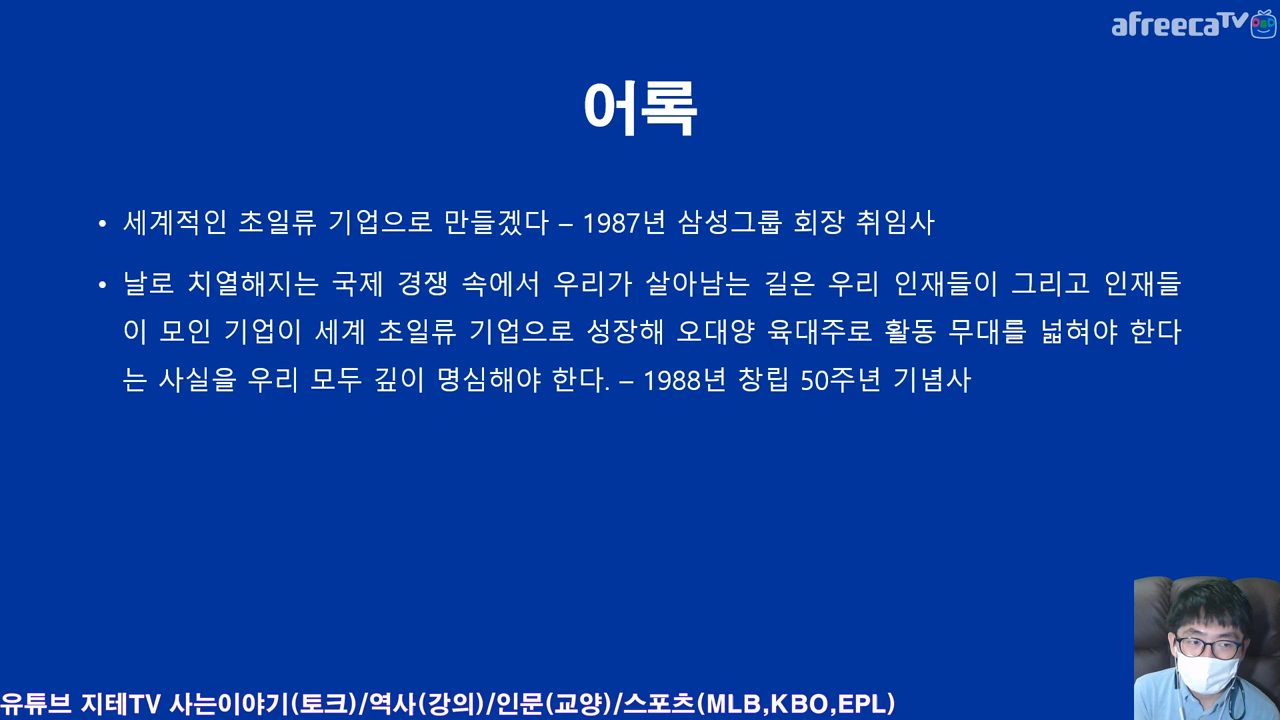 afreecaTV
어록
• 세계적인 초일류 기업으로 만들겠다 – 1987년 삼성그룹 회장 취임사
• 날로 치열해지는 국제 경쟁 속에서 우리가 살아남는 길은 우리 인재들이 그리고 인재들
이 모인 기업이 세계 초일류 기업으로 성장해 오대양 육대주로 활동 무대를 넓혀야 한다
는 사실을 우리 모두 깊이 명심해야 한다. – 1988년 창립 50주년 기념사
유튜브 지테TV 사는이야기(토크)/역사(강의)/인문(교양)/스포츠(MLB,KBO,EPL)